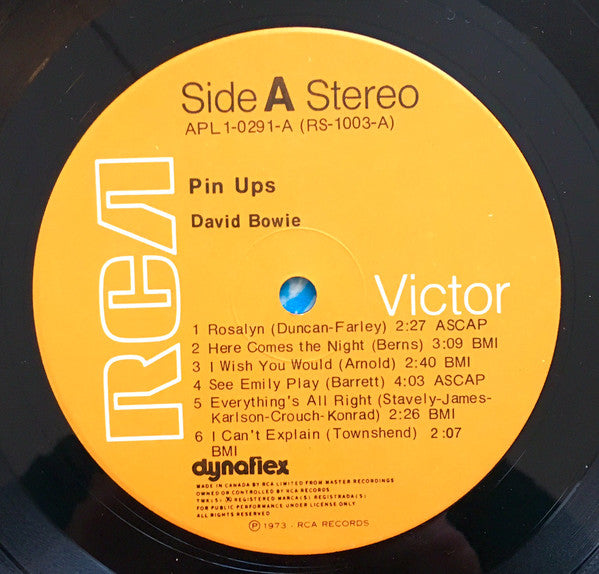 Side A Stereo
APL1-0291-A (RS-1003-A)
RCA
Pin Ups
David Bowie
Victor
1 Rosalyn (Duncan-Farley) 2:27 ASCAP
2 Here Comes the Night (Berns) 3:09 BMI
3 I Wish You Would (Arnold) 2:40 BMI
4 See Emily Play (Barrett) 4:03 ASCAP
5 Everything's All Right (Stavely-James-
Karlson-Crouch-Konrad) 2:26 BMI
6 I Can't Explain (Townshend) 2:07
BMI
dynaflex
MADE IN CANADA BY RCA LIMITED FROM MASTER RECORDINGS
OWNED OR CONTROLLED BY RCA RECORDS
TMK(S) ® REGISTERED MARCA(S) REGISTRADA(S)
FOR PUBLIC PERFORMANCE UNDER LICENSE ONLY
ALL RIGHTS RESERVED
℗ 1973 - RCA RECORDS